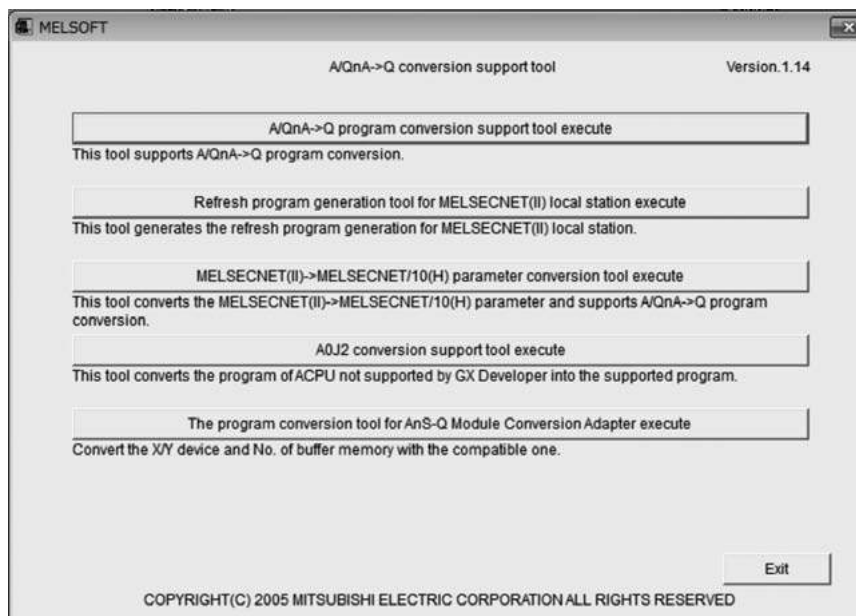 MELSOFT
A/QnA->Q conversion support tool Version.1.14
A/QnA->Q program conversion support tool execute
This tool supports A/QnA->Q program conversion.
Refresh program generation tool for MELSECNET(II) local station execute
This tool generates the refresh program generation for MELSECNET(II) local station.
MELSECNET(II)->MELSECNET/10(H) parameter conversion tool execute
This tool converts the MELSECNET(II)->MELSECNET/10(H) parameter and supports A/QnA->Q program
conversion.
A0J2 conversion support tool execute
This tool converts the program of ACPU not supported by GX Developer into the supported program.
The program conversion tool for AnS-Q Module Conversion Adapter execute
Convert the X/Y device and No. of buffer memory with the compatible one.
Exit
COPYRIGHT(C) 2005 MITSUBISHI ELECTRIC CORPORATION ALL RIGHTS RESERVED